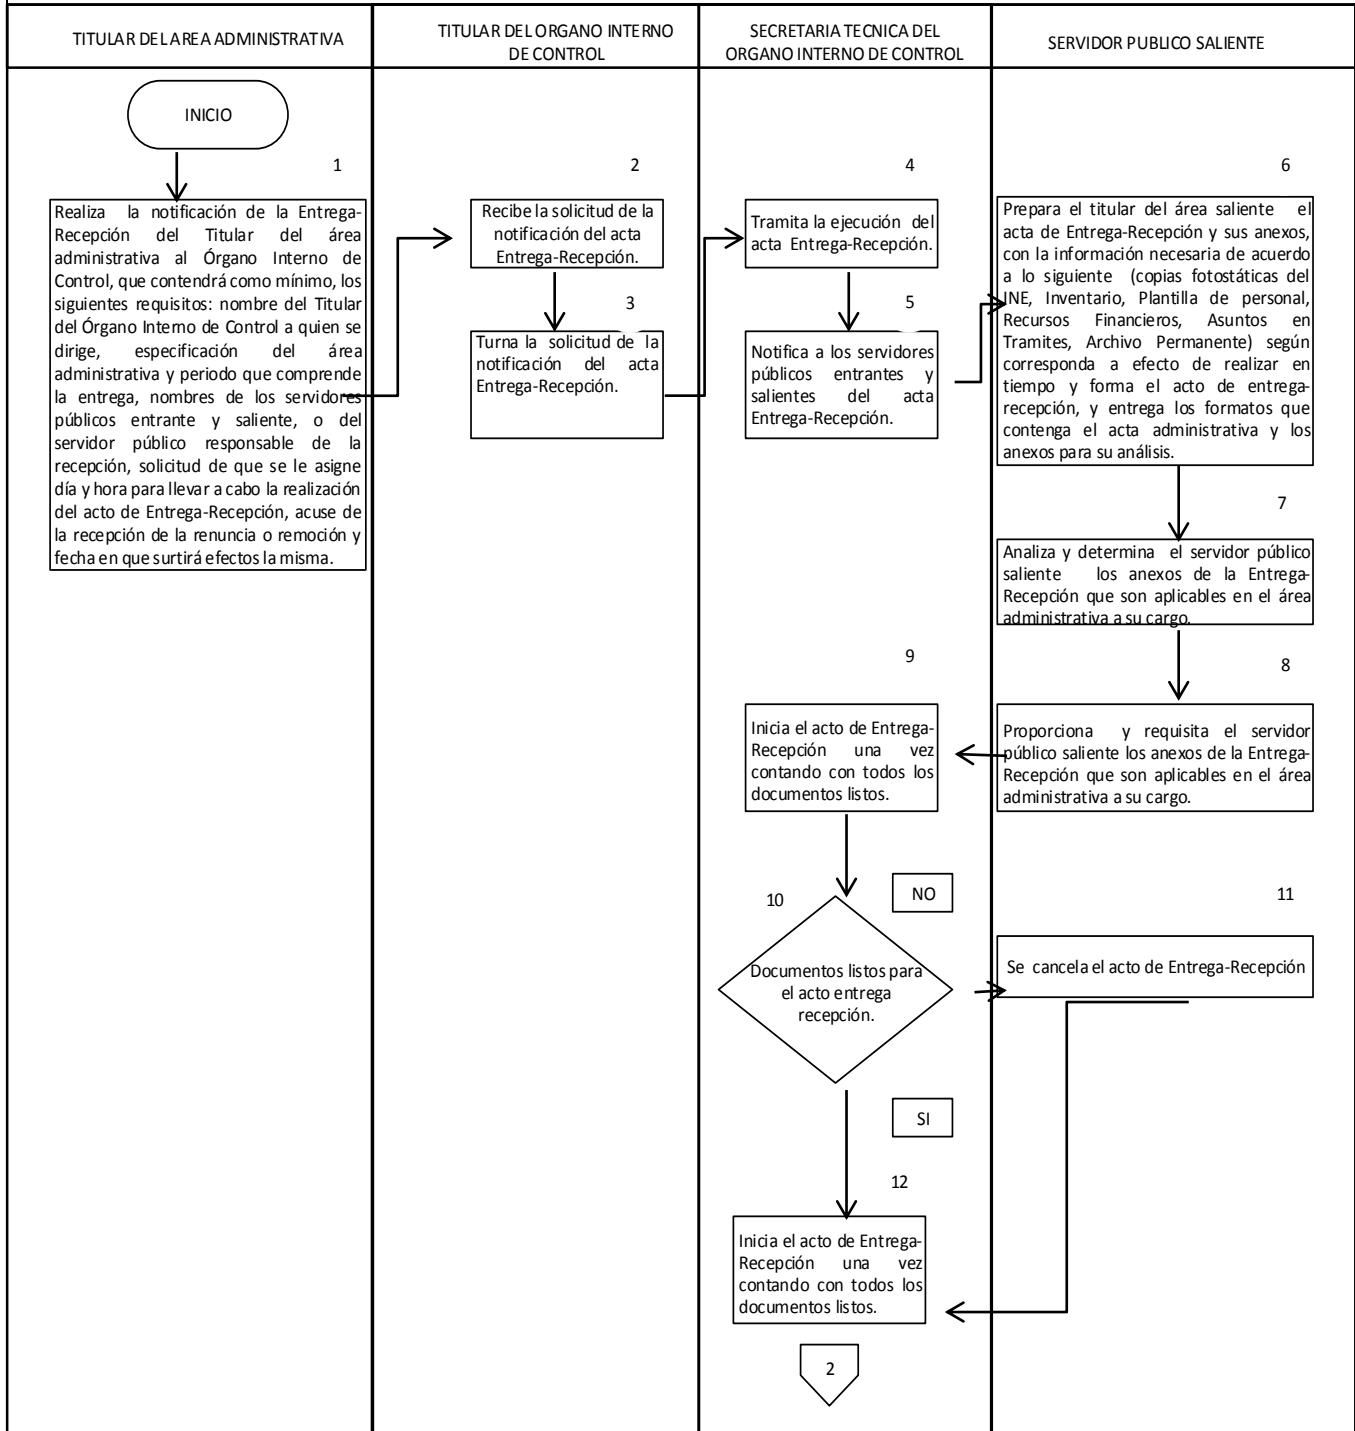 TITULAR DEL AREA ADMINISTRATIVA
TITULAR DEL ORGANO INTERNO
DE CONTROL
SECRETARIA TECNICA DEL
ORGANO INTERNO DE CONTROL
SERVIDOR PUBLICO SALIENTE
INICIO
1
Realiza la notificación de la Entrega-
Recepción del Titular del área
administrativa al Órgano Interno de
Control, que contendrá como mínimo, los
siguientes requisitos: nombre del Titular
del Órgano Interno de Control a quien se
dirige, especificación del área
administrativa y periodo que comprende
la entrega, nombres de los servidores
públicos entrante y saliente, o del
servidor público responsable de la
recepción, solicitud de que se le asigne
día y hora para llevar a cabo la realización
del acto de Entrega-Recepción, acuse de
la recepción de la renuncia o remoción y
fecha en que surtirá efectos la misma.
2
Recibe la solicitud de la
notificación del acta
Entrega-Recepción.
3
Turna la solicitud de la
notificación del acta
Entrega-Recepción.
4
Tramita la ejecución del
acta Entrega-Recepción.
5
Notifica a los servidores
públicos entrantes y
salientes del acta
Entrega-Recepción.
6
Prepara el titular del área saliente el
acta de Entrega-Recepción y sus anexos,
con la información necesaria de acuerdo
a lo siguiente (copias fotostáticas del
INE, Inventario, Plantilla de personal,
Recursos Financieros, Asuntos en
Tramites, Archivo Permanente) según
corresponda a efecto de realizar en
tiempo y forma el acto de entrega-
recepción, y entrega los formatos que
contenga el acta administrativa y los
anexos para su análisis.
7
Analiza y determina el servidor público
saliente los anexos de la Entrega-
Recepción que son aplicables en el área
administrativa a su cargo.
8
Proporciona y requisita el servidor
público saliente los anexos de la Entrega-
Recepción que son aplicables en el área
administrativa a su cargo.
9
Inicia el acto de Entrega-
Recepción una vez
contando con todos los
documentos listos.
10
NO
Documentos listos para
el acto entrega
recepción.
11
Se cancela el acto de Entrega-Recepción
SI
12
Inicia el acto de Entrega-
Recepción una vez
contando con todos los
documentos listos.
2